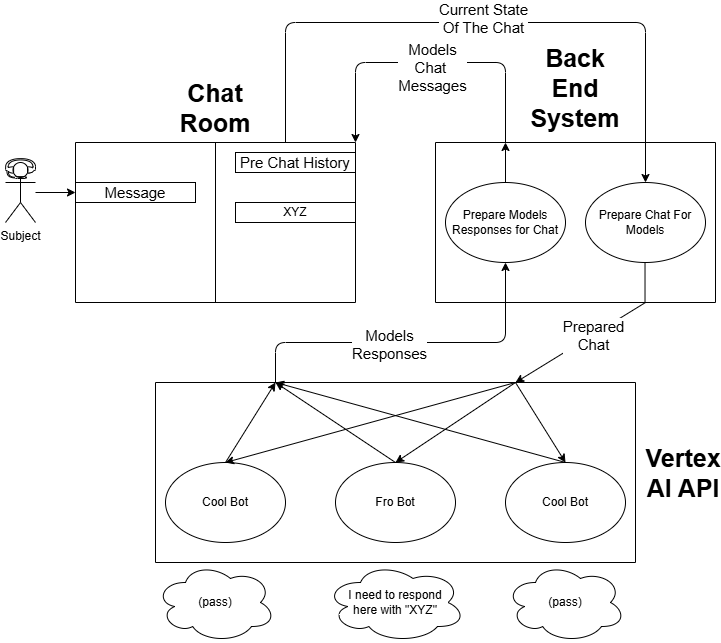 Current State
Of The Chat
Models
Chat
Messages
Back
End
System
Chat
Room
Pre Chat History
Message
XYZ
Subject
Prepare Models
Responses for Chat
Prepare Chat For
Models
Models
Responses
Prepared
Chat
Vertex
AI API
Cool Bot
Fro Bot
Cool Bot
(pass)
I need to respond
here with "XYZ"
(pass)